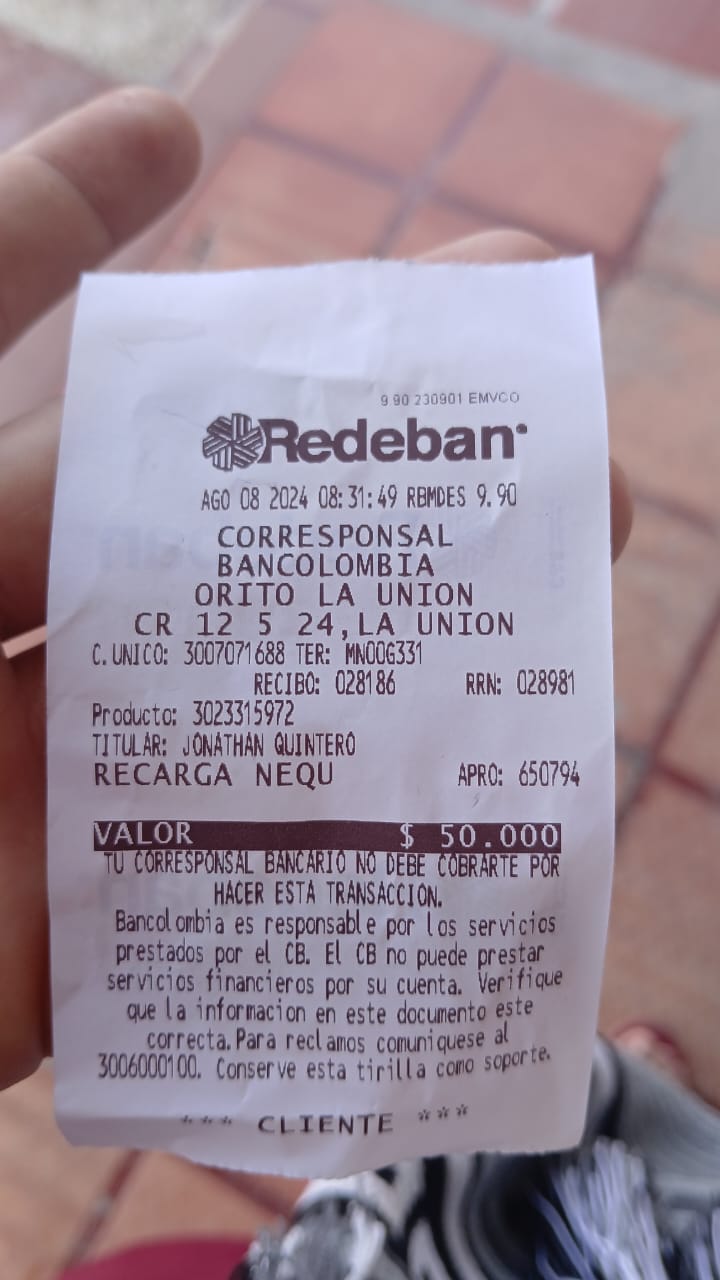 9 90 230901 EMVCO
Redeban
AGO 08 2024 08:31:49 RBMDES 9.90
CORRESPONSAL
BANCOLOMBIA
ORITO LA UNION
CR 12 5 24,LA UNION
C.UNICO: 3007071688 TER: MN00G331
RECIBO: 028186 RRN: 028981
Producto: 3023315972
TITULAR: JONATHAN QUINTERO
RECARGA NEQU APRO: 650794
VALOR $ 50.000
TU CORRESPONSAL BANCARIO NO DEBE COBRARTE POR
HACER ESTA TRANSACCION.
Bancolombia es responsable por los servicios
prestados por el CB. El CB no puede prestar
servicios financieros por su cuenta. Verifique
que la informacion en este documento este
correcta.Para reclamos comuniquese al
3006000100. Conserve esta tirilla como soporte.
*** CLIENTE ***